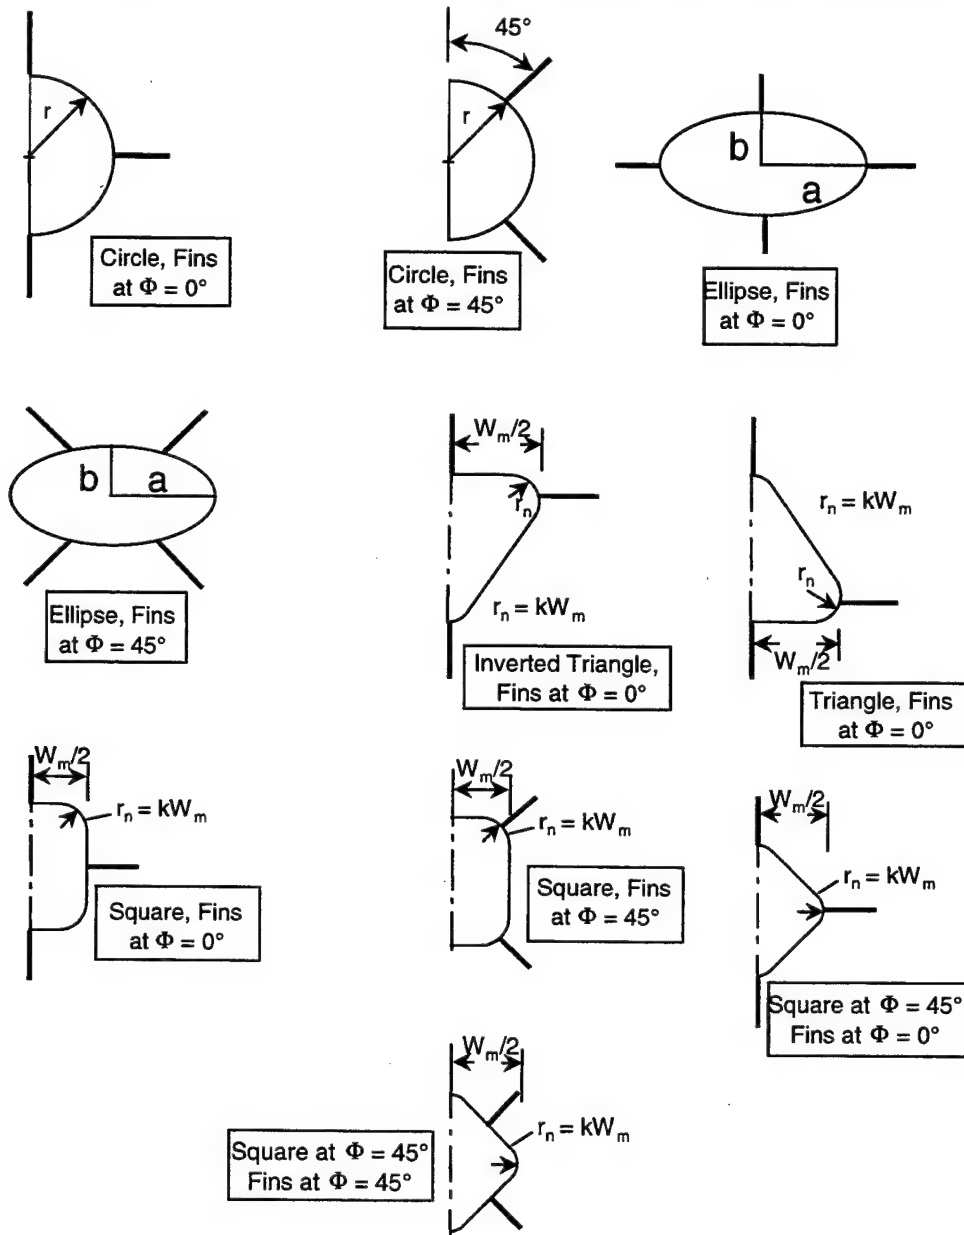 r
Circle, Fins
at Φ = 0°
45°
r
Circle, Fins
at Φ = 45°
b
a
Ellipse, Fins
at Φ = 0°
b
a
Ellipse, Fins
at Φ = 45°
W_m/2
r_n
r_n = kW_m
Inverted Triangle,
Fins at Φ = 0°
r_n = kW_m
r_n
W_m/2
Triangle, Fins
at Φ = 0°
W_m/2
r_n = kW_m
Square, Fins
at Φ = 0°
W_m/2
r_n = kW_m
Square, Fins
at Φ = 45°
W_m/2
r_n = kW_m
Square at Φ = 45°
Fins at Φ = 0°
W_m/2
r_n = kW_m
Square at Φ = 45°
Fins at Φ = 45°